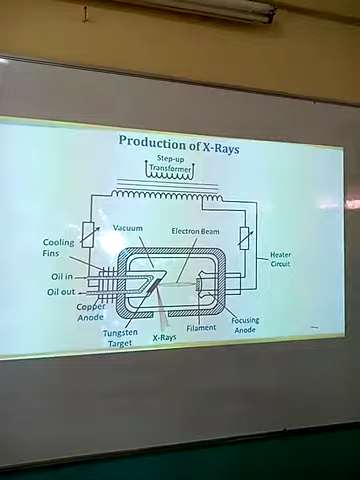 Production of X-Rays
Step-up
Transformer
Vacuum
Electron Beam
Cooling
Fins
Heater
Circuit
Oil in
Oil out
Copper
Anode
Tungsten
Target
X-Rays
Filament
Focusing
Anode